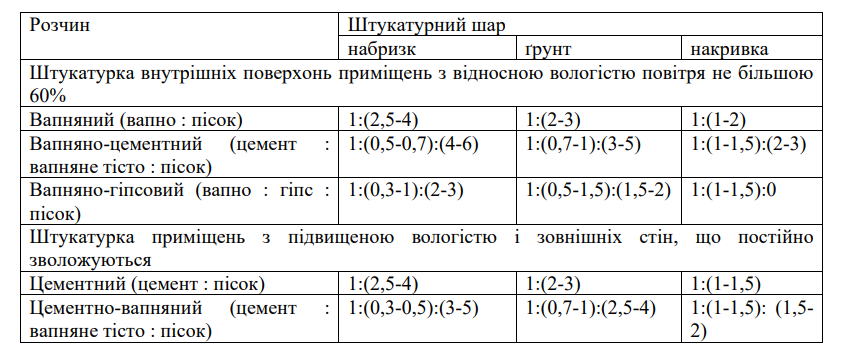 Розчин Штукатурний шар
набризк ґрунт накривка
Штукатурка внутрішніх поверхонь приміщень з відносною вологістю повітря не більшою
60%
Вапняний (вапно : пісок) 1:(2,5-4) 1:(2-3) 1:(1-2)
Вапняно-цементний (цемент : 1:(0,5-0,7):(4-6) 1:(0,7-1):(3-5) 1:(1-1,5):(2-3)
вапняне тісто : пісок)
Вапняно-гіпсовий (вапно : гіпс : 1:(0,3-1):(2-3) 1:(0,5-1,5):(1,5-2) 1:(1-1,5):0
пісок)
Штукатурка приміщень з підвищеною вологістю і зовнішніх стін, що постійно
зволожуються
Цементний (цемент : пісок) 1:(2,5-4) 1:(2-3) 1:(1-1,5)
Цементно-вапняний (цемент : 1:(0,3-0,5):(3-5) 1:(0,7-1):(2,5-4) 1:(1-1,5): (1,5-
вапняне тісто : пісок) 2)